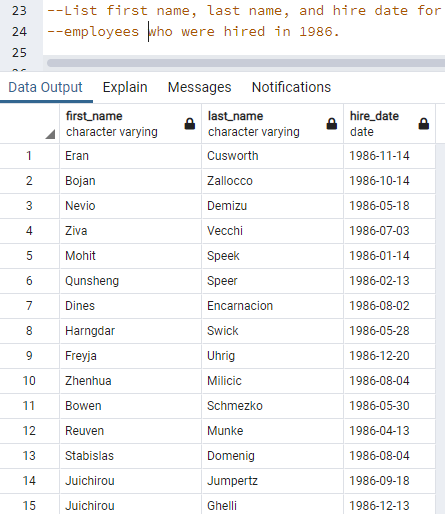 23 --List first name, last name, and hire date for
24 --employees who were hired in 1986.
25
Data Output Explain Messages Notifications
first_name last_name hire_date
character varying character varying date
1 Eran Cusworth 1986-11-14
2 Bojan Zallocco 1986-10-14
3 Nevio Demizu 1986-05-18
4 Ziva Vecchi 1986-07-03
5 Mohit Speek 1986-01-14
6 Qunsheng Speer 1986-02-13
7 Dines Encarnacion 1986-08-02
8 Harngdar Swick 1986-05-28
9 Freyja Uhrig 1986-12-20
10 Zhenhua Milicic 1986-08-04
11 Bowen Schmezko 1986-05-30
12 Reuven Munke 1986-04-13
13 Stabislas Domenig 1986-08-04
14 Juichirou Jumpertz 1986-09-18
15 Juichirou Ghelli 1986-12-13